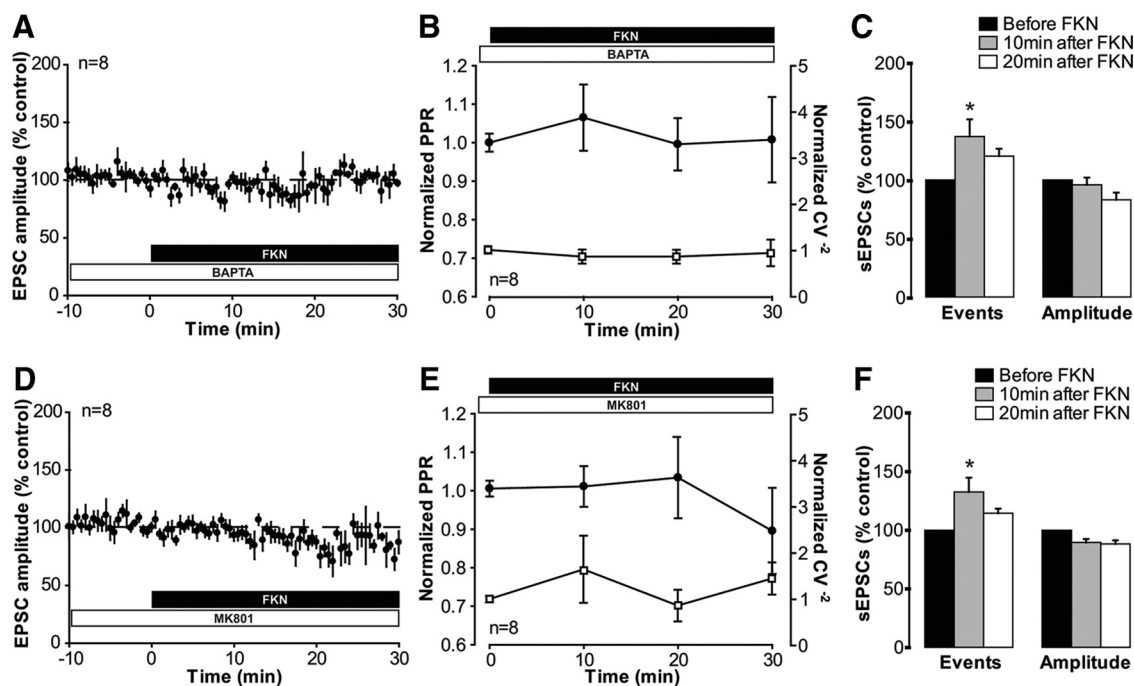 A
n=8
EPSC amplitude (% control)
200
150
100
50
0
FKN
BAPTA
-10
0
10
20
30
Time (min)
B
FKN
BAPTA
Normalized PPR
1.2
1.1
1.0
0.9
0.8
0.7
0.6
5
4
3
2
1
0
Normalized CV -2
n=8
0
10
20
30
Time (min)
C
Before FKN
10min after FKN
20min after FKN
sEPSCs (% control)
200
150
100
50
0
*
Events
Amplitude
D
n=8
EPSC amplitude (% control)
200
150
100
50
0
FKN
MK801
-10
0
10
20
30
Time (min)
E
FKN
MK801
Normalized PPR
1.2
1.1
1.0
0.9
0.8
0.7
0.6
5
4
3
2
1
0
Normalized CV -2
n=8
0
10
20
30
Time (min)
F
Before FKN
10min after FKN
20min after FKN
sEPSCs (% control)
200
150
100
50
0
*
Events
Amplitude